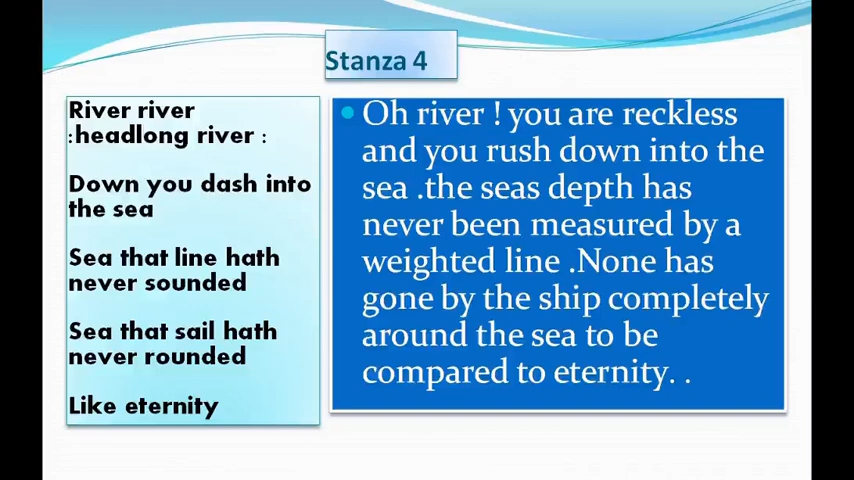 Stanza 4
River river
:headlong river :
Down you dash into
the sea
Sea that line hath
never sounded
Sea that sail hath
never rounded
Like eternity
• Oh river ! you are reckless
and you rush down into the
sea .the seas depth has
never been measured by a
weighted line .None has
gone by the ship completely
around the sea to be
compared to eternity. .